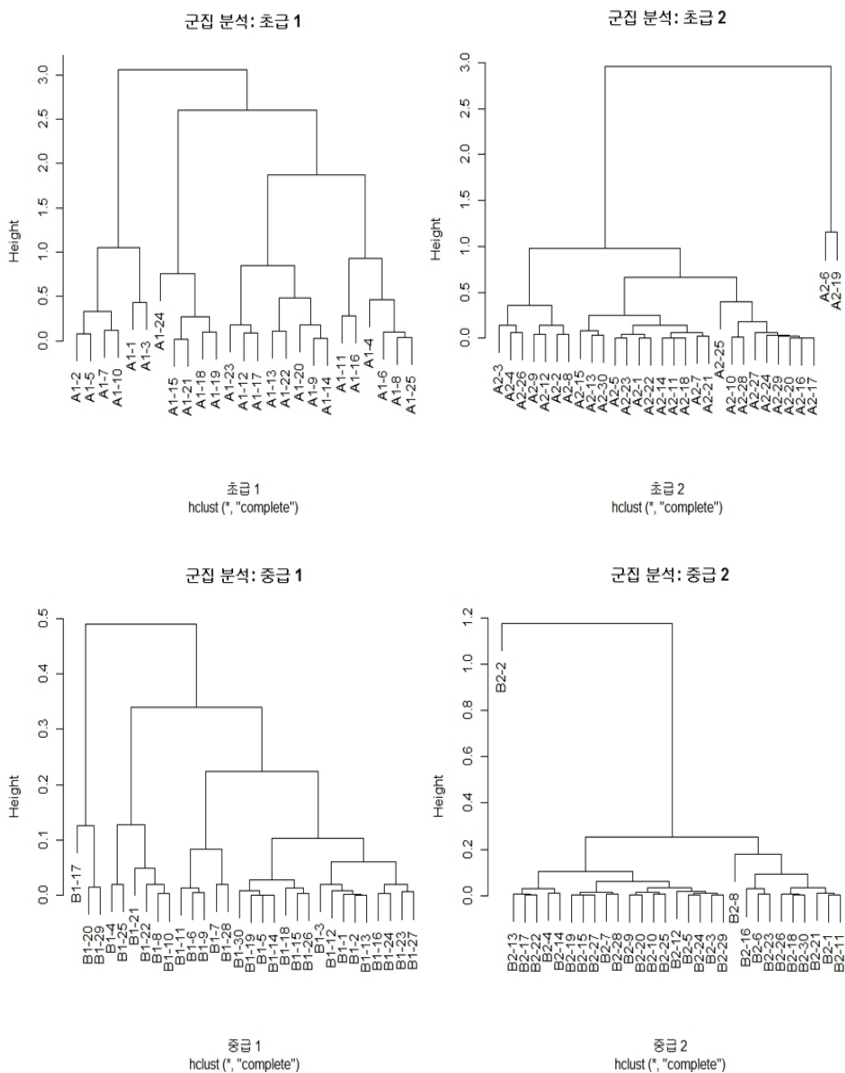 군집 분석: 초급 1
Height
3.0
2.5
2.0
1.5
1.0
0.5
0.0
A1-2
A1-5
A1-7
A1-10
A1-1
A1-3
A1-24
A1-15
A1-21
A1-18
A1-19
A1-23
A1-12
A1-17
A1-13
A1-22
A1-20
A1-9
A1-14
A1-11
A1-16
A1-4
A1-6
A1-8
A1-25
초급 1
hclust (*, "complete")
군집 분석: 초급 2
Height
3.0
2.5
2.0
1.5
1.0
0.5
0.0
A2-3
A2-4
A2-26
A2-9
A2-12
A2-2
A2-8
A2-15
A2-13
A2-30
A2-5
A2-23
A2-1
A2-22
A2-14
A2-11
A2-18
A2-7
A2-21
A2-25
A2-10
A2-28
A2-27
A2-24
A2-29
A2-20
A2-16
A2-17
A2-6
A2-19
초급 2
hclust (*, "complete")
군집 분석: 중급 1
Height
0.5
0.4
0.3
0.2
0.1
0.0
B1-17
B1-20
B1-29
B1-4
B1-25
B1-21
B1-22
B1-8
B1-10
B1-11
B1-6
B1-9
B1-7
B1-28
B1-30
B1-19
B1-5
B1-14
B1-18
B1-15
B1-26
B1-3
B1-12
B1-1
B1-2
B1-13
B1-16
B1-24
B1-23
B1-27
중급 1
hclust (*, "complete")
군집 분석: 중급 2
Height
1.2
1.0
0.8
0.6
0.4
0.2
0.0
B2-2
B2-13
B2-17
B2-22
B2-4
B2-14
B2-19
B2-15
B2-27
B2-7
B2-28
B2-9
B2-20
B2-10
B2-25
B2-12
B2-5
B2-24
B2-3
B2-29
B2-8
B2-16
B2-6
B2-23
B2-26
B2-18
B2-30
B2-21
B2-1
B2-11
중급 2
hclust (*, "complete")